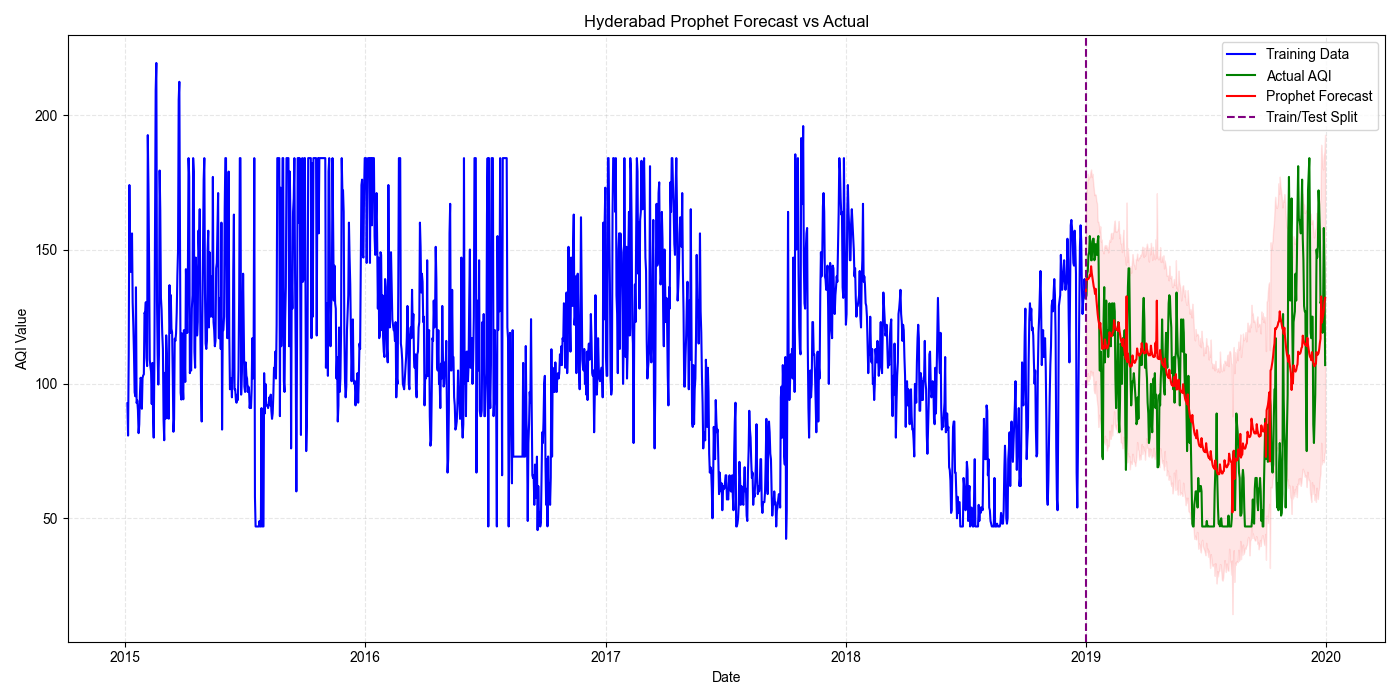 Hyderabad Prophet Forecast vs Actual
Training Data
Actual AQI
Prophet Forecast
Train/Test Split
AQI Value
200
150
100
50
2015
2016
2017
2018
2019
2020
Date